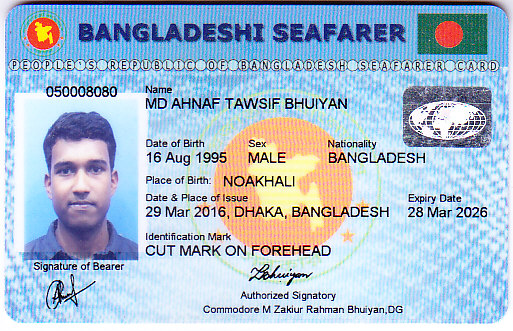 BANGLADESHI SEAFARER
PEOPLE'S REPUBLIC OF BANGLADESH SEAFARER CARD
050008080
Name
MD AHNAF TAWSIF BHUIYAN
Date of Birth Sex Nationality
16 Aug 1995 MALE BANGLADESH
Place of Birth: NOAKHALI
Date & Place of Issue Expiry Date
29 Mar 2016, DHAKA, BANGLADESH 28 Mar 2026
Identification Mark
CUT MARK ON FOREHEAD
Signature of Bearer
Authorized Signatory
Commodore M Zakiur Rahman Bhuiyan,DG